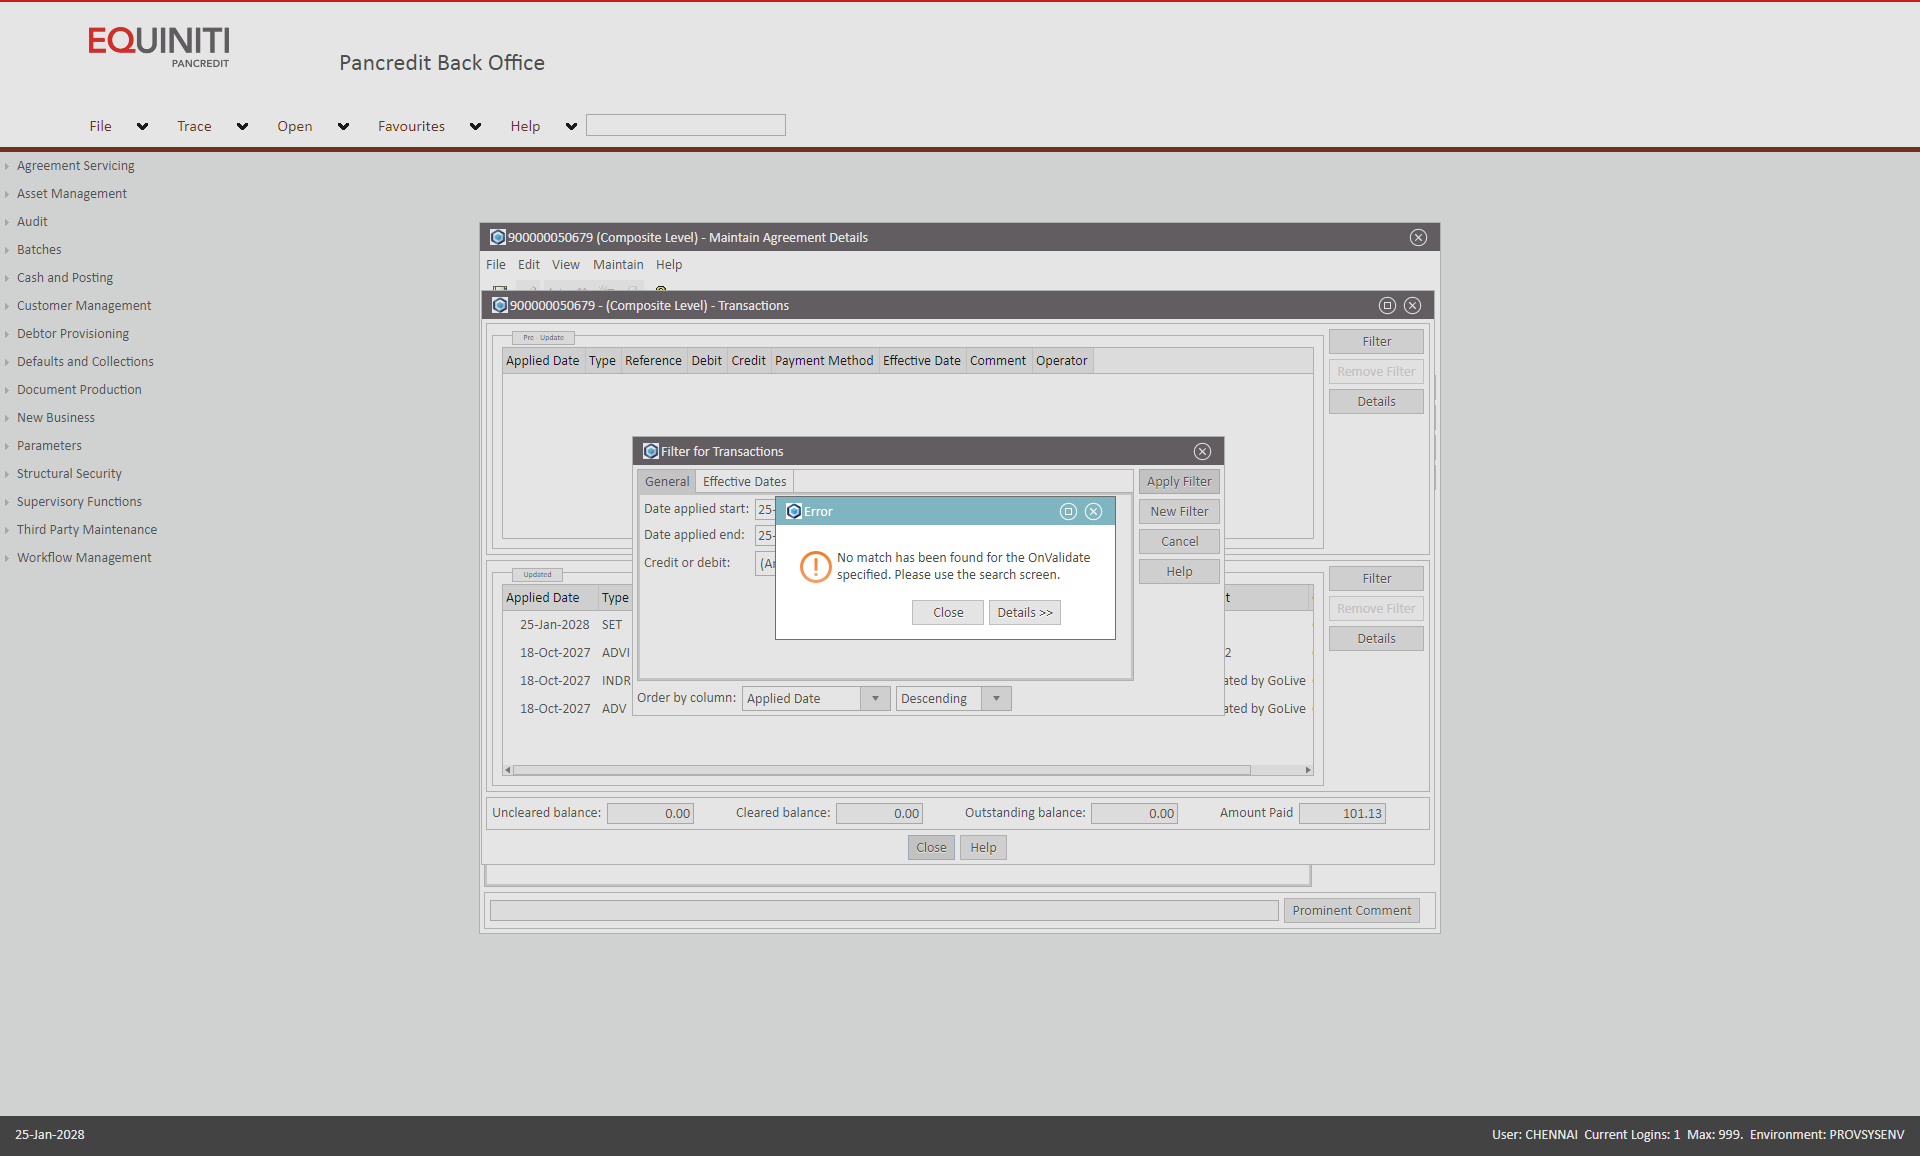 EQUINITI
PANCREDIT
Pancredit Back Office
File Trace Open Favourites Help
Agreement Servicing
Asset Management
Audit
Batches
Cash and Posting
Customer Management
Debtor Provisioning
Defaults and Collections
Document Production
New Business
Parameters
Structural Security
Supervisory Functions
Third Party Maintenance
Workflow Management
900000050679 (Composite Level) - Maintain Agreement Details
File Edit View Maintain Help
900000050679 - (Composite Level) - Transactions
Pre - Update
Applied Date Type Reference Debit Credit Payment Method Effective Date Comment Operator
Filter
Remove Filter
Details
Filter for Transactions
General Effective Dates
Date applied start: 25-
Date applied end: 25-
Credit or debit: (A
Apply Filter
New Filter
Cancel
Help
Error
No match has been found for the OnValidate
specified. Please use the search screen.
Close Details >>
Order by column: Applied Date Descending
Updated
Applied Date Type t
25-Jan-2028 SET
18-Oct-2027 ADVI 2
18-Oct-2027 INDR ated by GoLive
18-Oct-2027 ADV ated by GoLive
Filter
Remove Filter
Details
Uncleared balance: 0.00 Cleared balance: 0.00 Outstanding balance: 0.00 Amount Paid 101.13
Close Help
Prominent Comment
25-Jan-2028
User: CHENNAI Current Logins: 1 Max: 999. Environment: PROVSYSENV